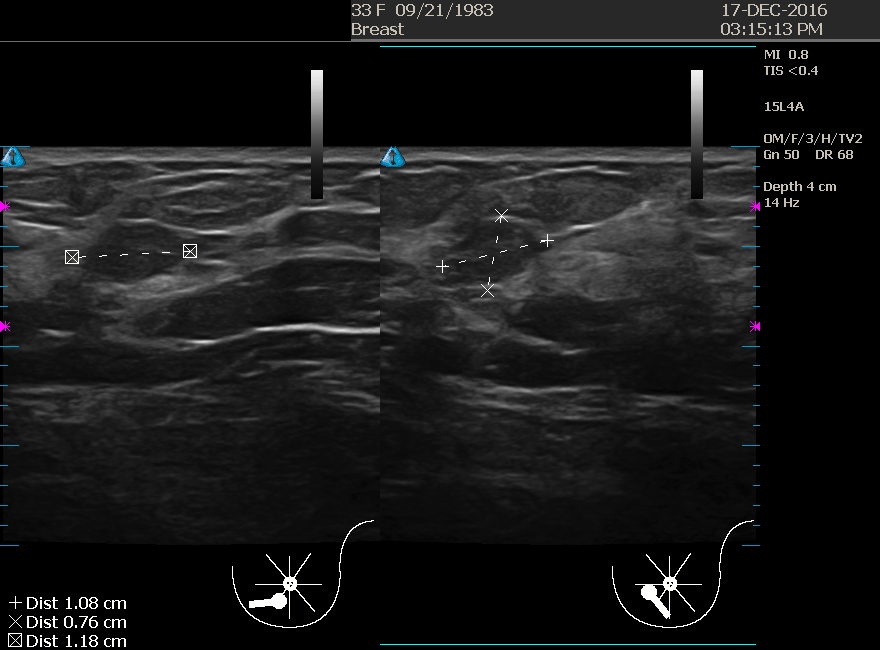 33 F 09/21/1983
Breast
17-DEC-2016
03:15:13 PM
MI 0.8
TIS <0.4
15L4A
OM/F/3/H/TV2
Gn 50 DR 68
Depth 4 cm
14 Hz
Dist 1.08 cm
Dist 0.76 cm
Dist 1.18 cm